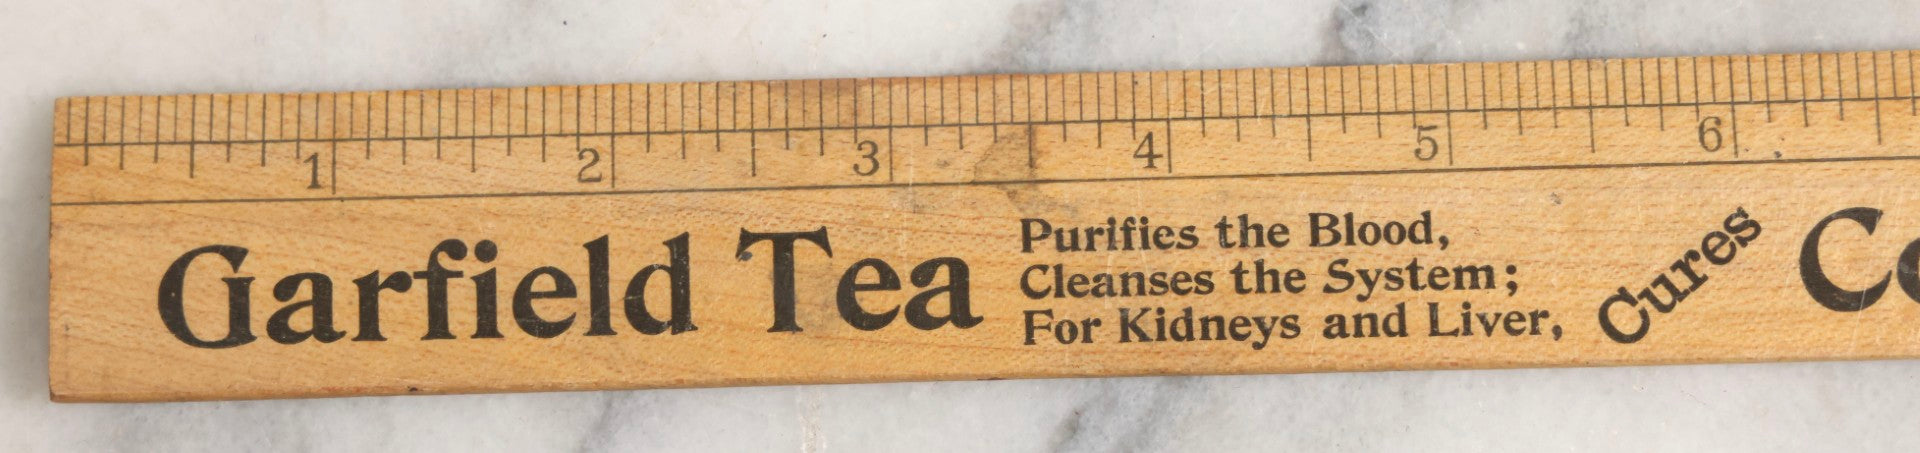 1 2 3 4 5 6
Garfield Tea
Purifies the Blood,
Cleanses the System;
For Kidneys and Liver,
Cures